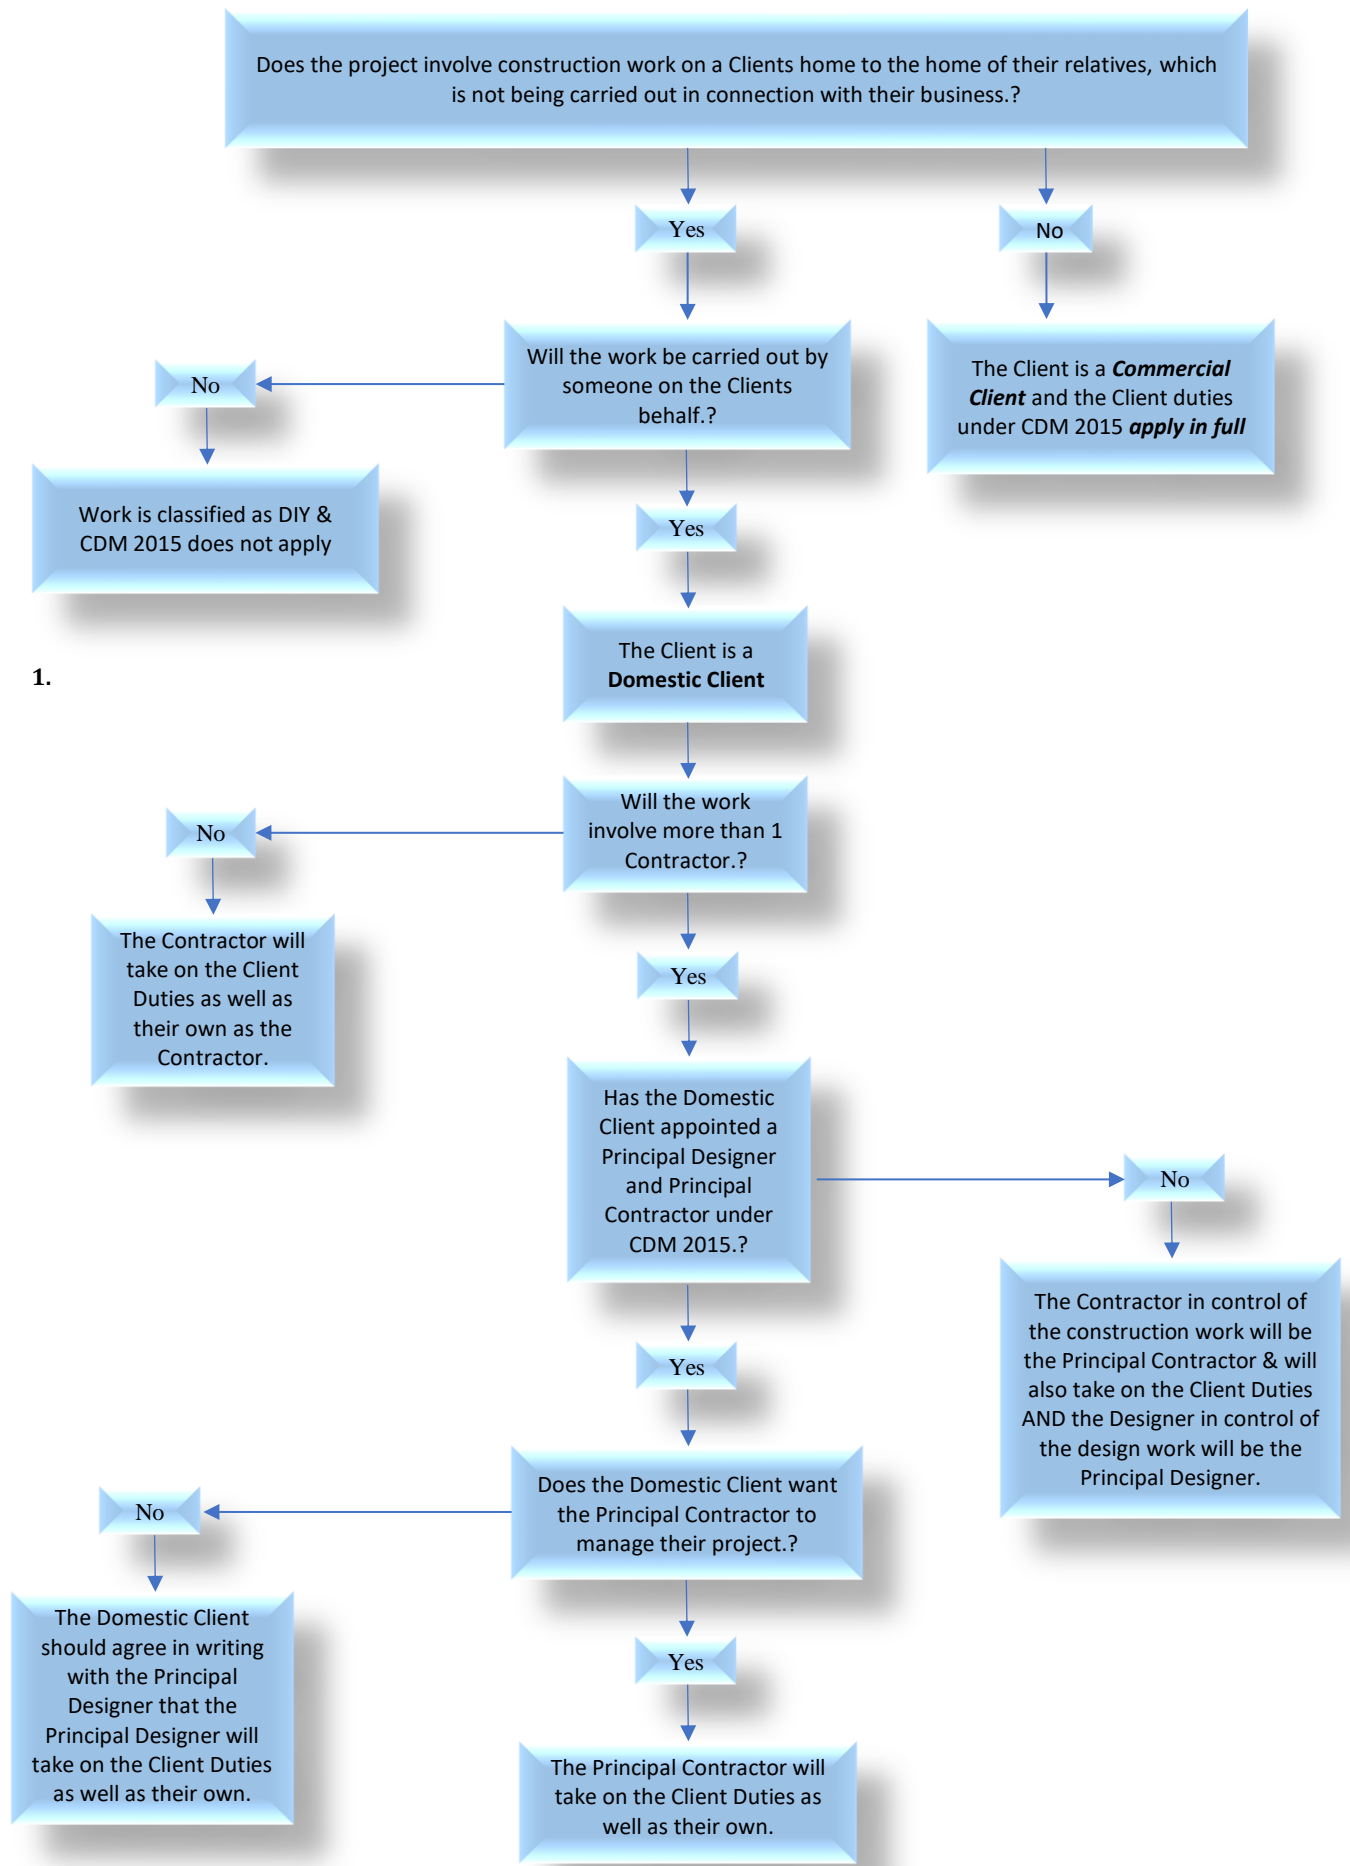 Does the project involve construction work on a Clients home to the home of their relatives, which
is not being carried out in connection with their business.?
Yes
No
Will the work be carried out by
someone on the Clients
behalf.?
The Client is a Commercial
Client and the Client duties
under CDM 2015 apply in full
No
Work is classified as DIY &
CDM 2015 does not apply
Yes
The Client is a
Domestic Client
1.
Will the work
involve more than 1
Contractor.?
No
The Contractor will
take on the Client
Duties as well as
their own as the
Contractor.
Yes
Has the Domestic
Client appointed a
Principal Designer
and Principal
Contractor under
CDM 2015.?
No
The Contractor in control of
the construction work will be
the Principal Contractor & will
also take on the Client Duties
AND the Designer in control of
the design work will be the
Principal Designer.
Yes
Does the Domestic Client want
the Principal Contractor to
manage their project.?
No
The Domestic Client
should agree in writing
with the Principal
Designer that the
Principal Designer will
take on the Client Duties
as well as their own.
Yes
The Principal Contractor will
take on the Client Duties as
well as their own.